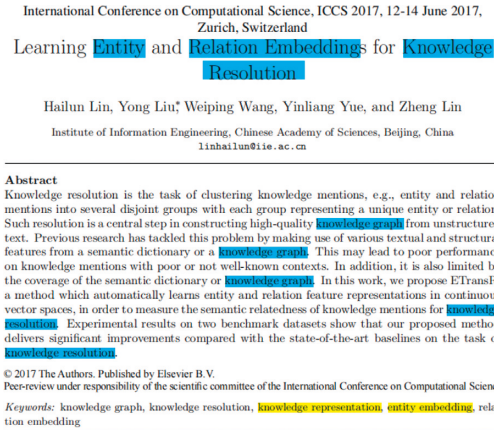 International Conference on Computational Science, ICCS 2017, 12-14 June 2017,
Zurich, Switzerland
Learning Entity and Relation Embeddings for Knowledge
Resolution
Hailun Lin, Yong Liu*, Weiping Wang, Yinliang Yue, and Zheng Lin
Institute of Information Engineering, Chinese Academy of Sciences, Beijing, China
linhailun@iie.ac.cn
Abstract
Knowledge resolution is the task of clustering knowledge mentions, e.g., entity and relatio
mentions into several disjoint groups with each group representing a unique entity or relation
Such resolution is a central step in constructing high-quality knowledge graph from unstructure
text. Previous research has tackled this problem by making use of various textual and structura
features from a semantic dictionary or a knowledge graph. This may lead to poor performanc
on knowledge mentions with poor or not well-known contexts. In addition, it is also limited b
the coverage of the semantic dictionary or knowledge graph. In this work, we propose ETransR
a method which automatically learns entity and relation feature representations in continuou
vector spaces, in order to measure the semantic relatedness of knowledge mentions for knowledg
resolution. Experimental results on two benchmark datasets show that our proposed metho
delivers significant improvements compared with the state-of-the-art baselines on the task o
knowledge resolution.
© 2017 The Authors. Published by Elsevier B.V.
Peer-review under responsibility of the scientific committee of the International Conference on Computational Scienc
Keywords: knowledge graph, knowledge resolution, knowledge representation, entity embedding, rela
tion embedding